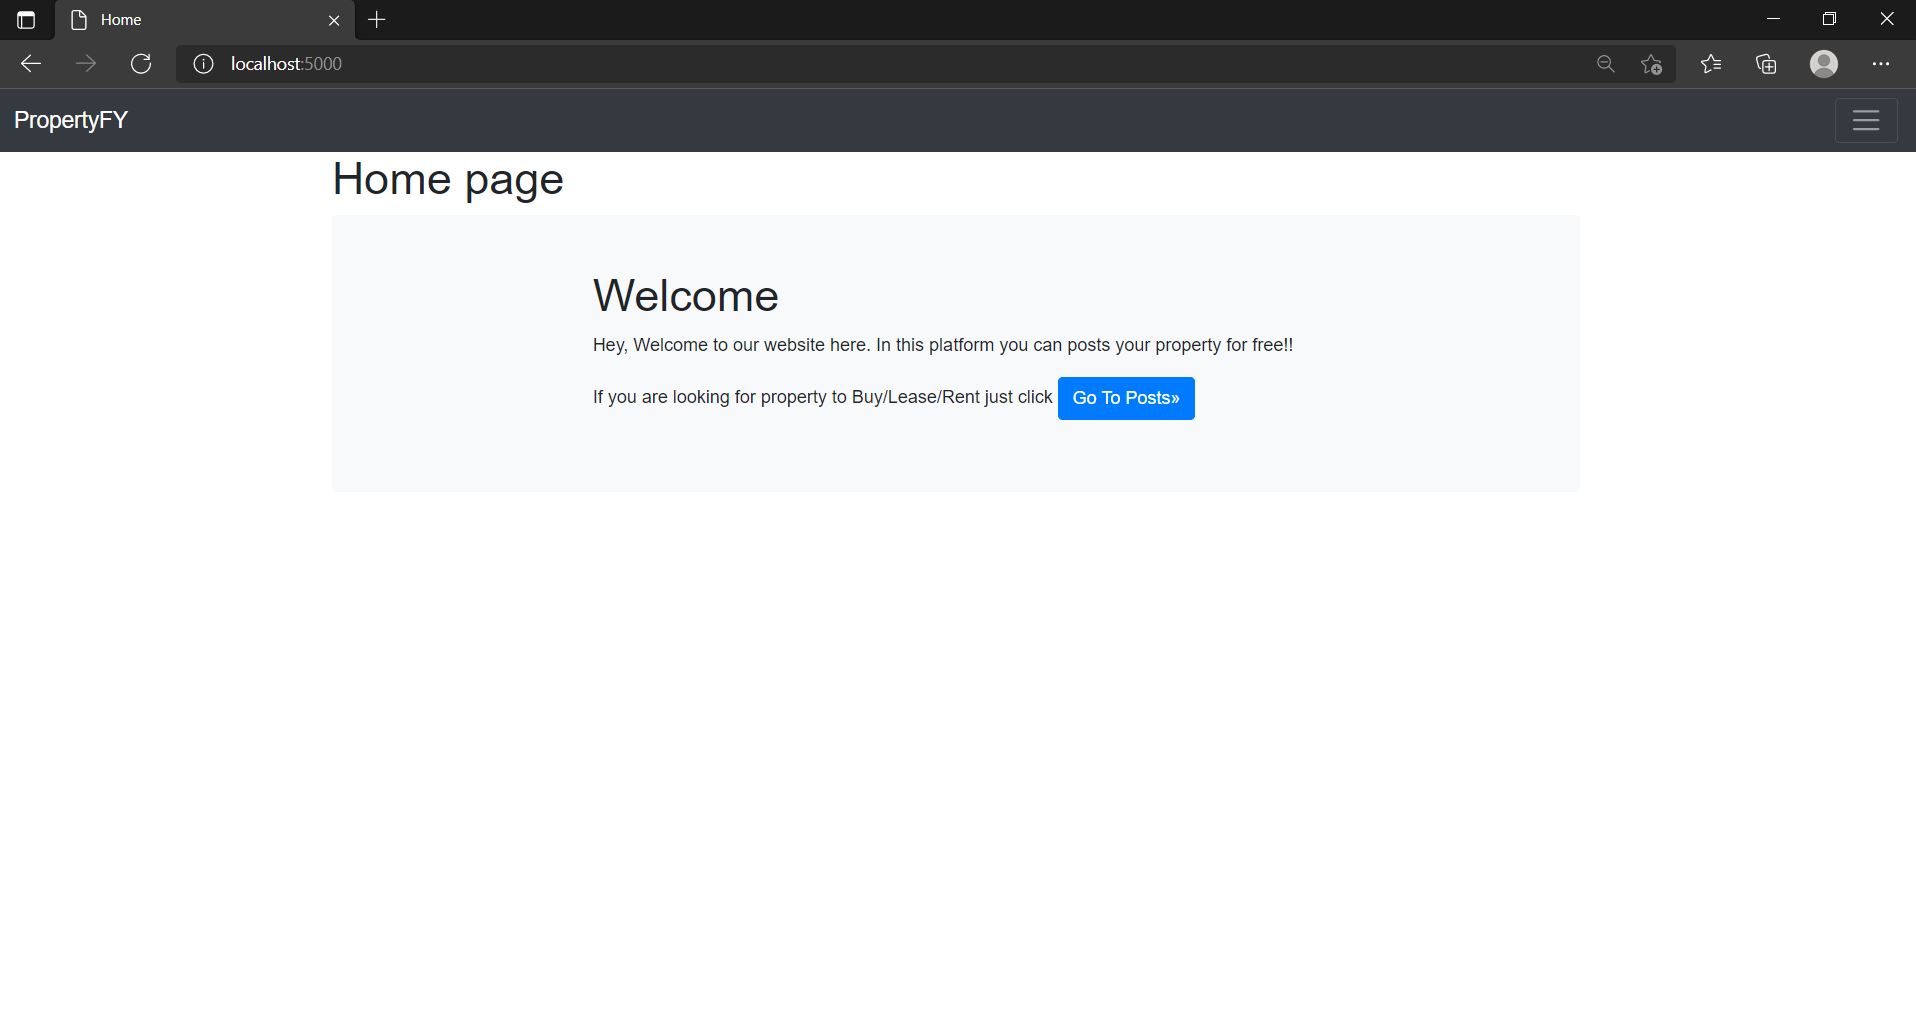 Home
localhost:5000
PropertyFY
Home page
Welcome
Hey, Welcome to our website here. In this platform you can posts your property for free!!
If you are looking for property to Buy/Lease/Rent just click Go To Posts»